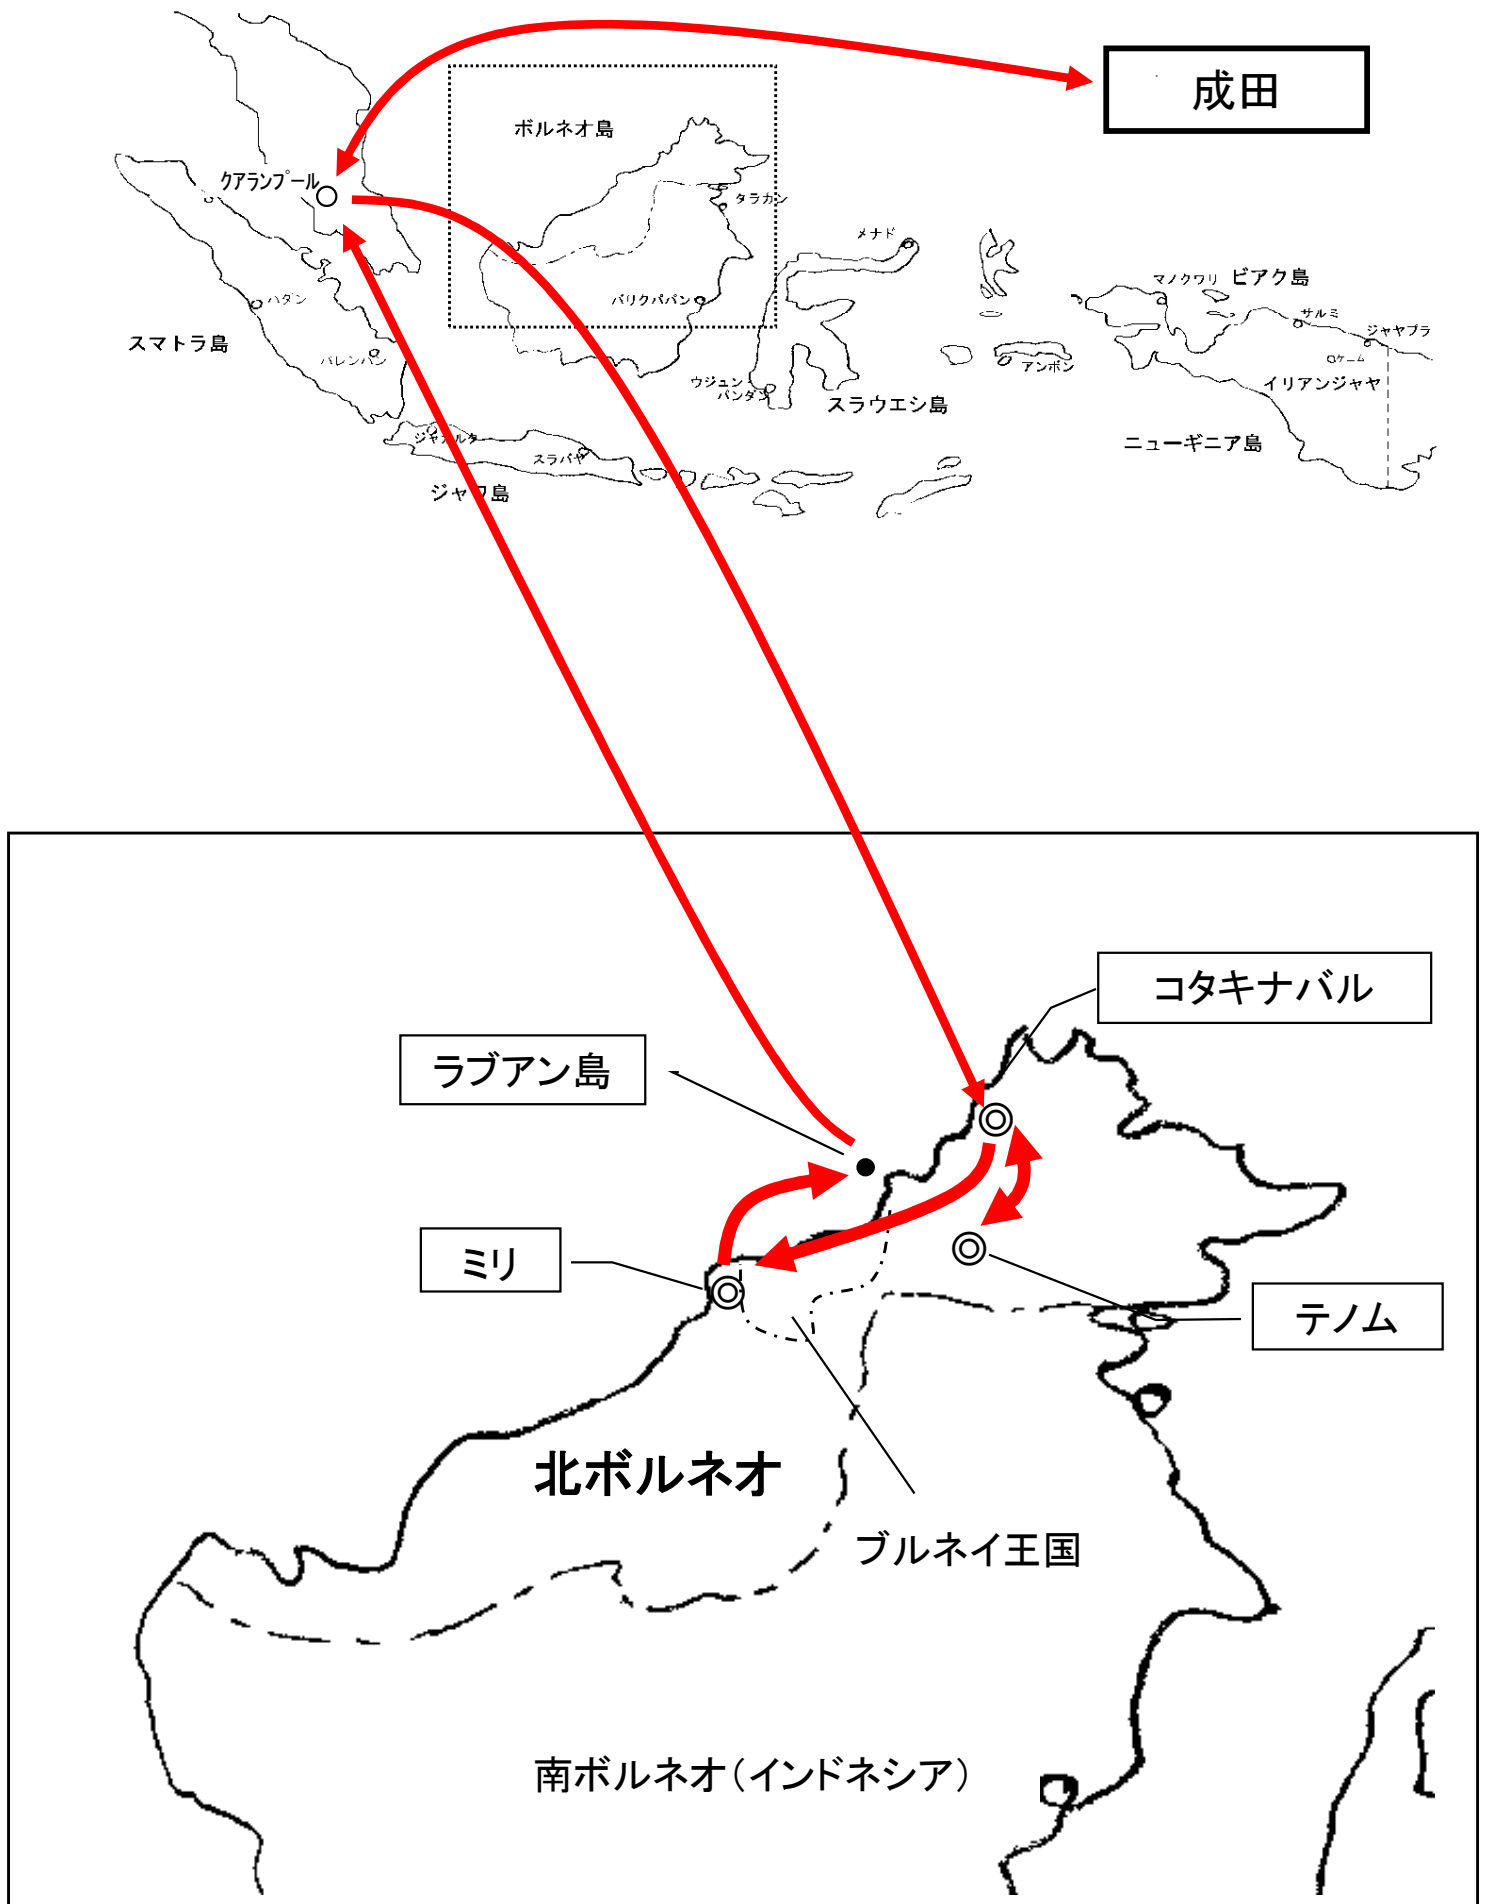 成田
ボルネオ島
クアランプール
タラカン
メナド
マノクワリ
ビアク島
ハダン
バリクパパン
サルミ
ジャヤプラ
スマトラ島
パレンバン
アンボン
ケーム
イリアンジャヤ
ウジュン
パンダン
スラウエシ島
ニューギニア島
ジャカルタ
スラバヤ
ジャワ島
コタキナバル
ラブアン島
ミリ
テノム
北ボルネオ
ブルネイ王国
南ボルネオ(インドネシア)